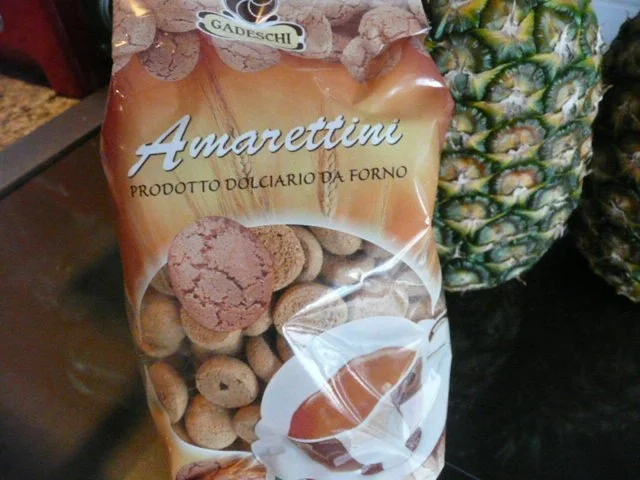 GADESCHI
Amarettini
PRODOTTO DOLCIARIO DA FORNO